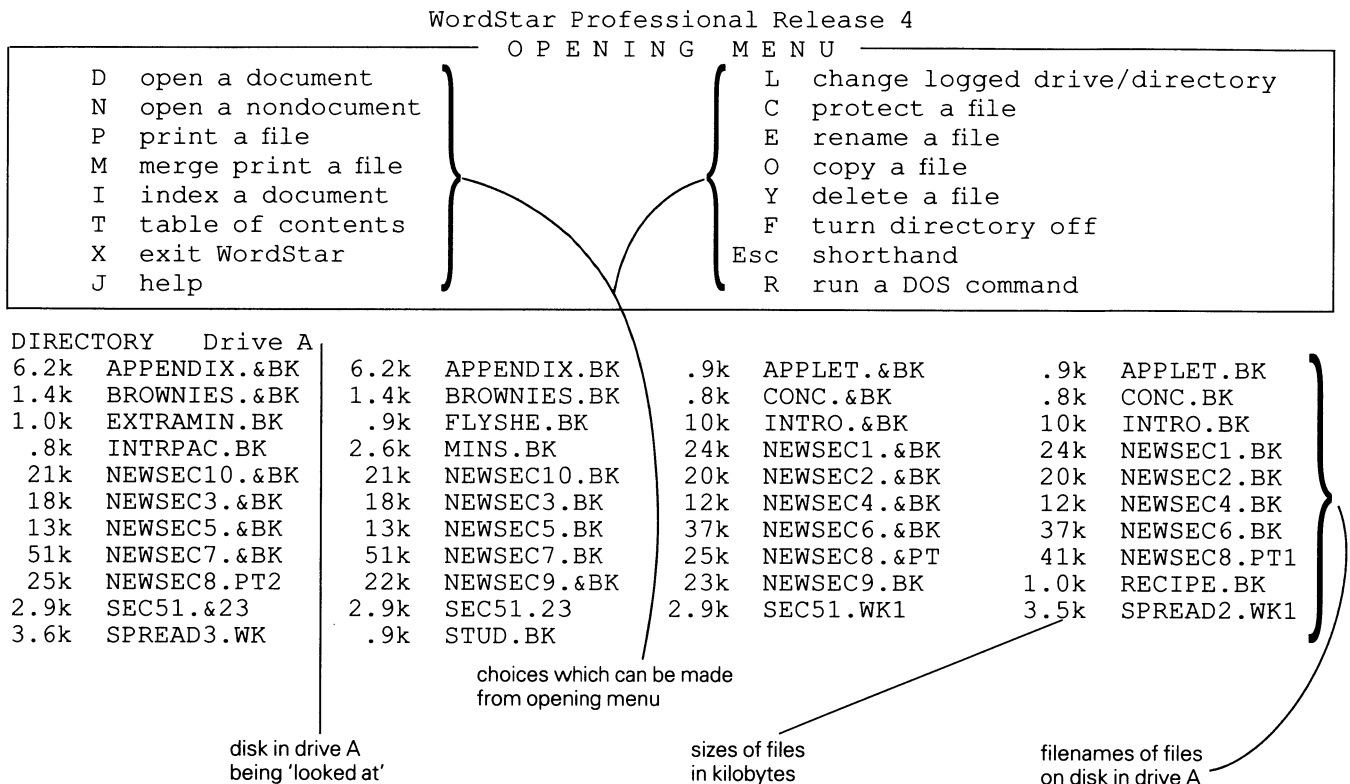 WordStar Professional Release 4
OPENING MENU
D open a document L change logged drive/directory
N open a nondocument C protect a file
P print a file E rename a file
M merge print a file O copy a file
I index a document Y delete a file
T table of contents F turn directory off
X exit WordStar Esc shorthand
J help R run a DOS command
DIRECTORY Drive A
6.2k APPENDIX.&BK 6.2k APPENDIX.BK .9k APPLET.&BK .9k APPLET.BK
1.4k BROWNIES.&BK 1.4k BROWNIES.BK .8k CONC.&BK .8k CONC.BK
1.0k EXTRAMIN.BK .9k FLYSHE.BK 10k INTRO.&BK 10k INTRO.BK
.8k INTRPAC.BK 2.6k MINS.BK 24k NEWSEC1.&BK 24k NEWSEC1.BK
21k NEWSEC10.&BK 21k NEWSEC10.BK 20k NEWSEC2.&BK 20k NEWSEC2.BK
18k NEWSEC3.&BK 18k NEWSEC3.BK 12k NEWSEC4.&BK 12k NEWSEC4.BK
13k NEWSEC5.&BK 13k NEWSEC5.BK 37k NEWSEC6.&BK 37k NEWSEC6.BK
51k NEWSEC7.&BK 51k NEWSEC7.BK 25k NEWSEC8.&PT 41k NEWSEC8.PT1
25k NEWSEC8.PT2 22k NEWSEC9.&BK 23k NEWSEC9.BK 1.0k RECIPE.BK
2.9k SEC51.&23 2.9k SEC51.23 2.9k SEC51.WK1 3.5k SPREAD2.WK1
3.6k SPREAD3.WK .9k STUD.BK
choices which can be made
from opening menu
disk in drive A
being 'looked at'
sizes of files
in kilobytes
filenames of files
on disk in drive A